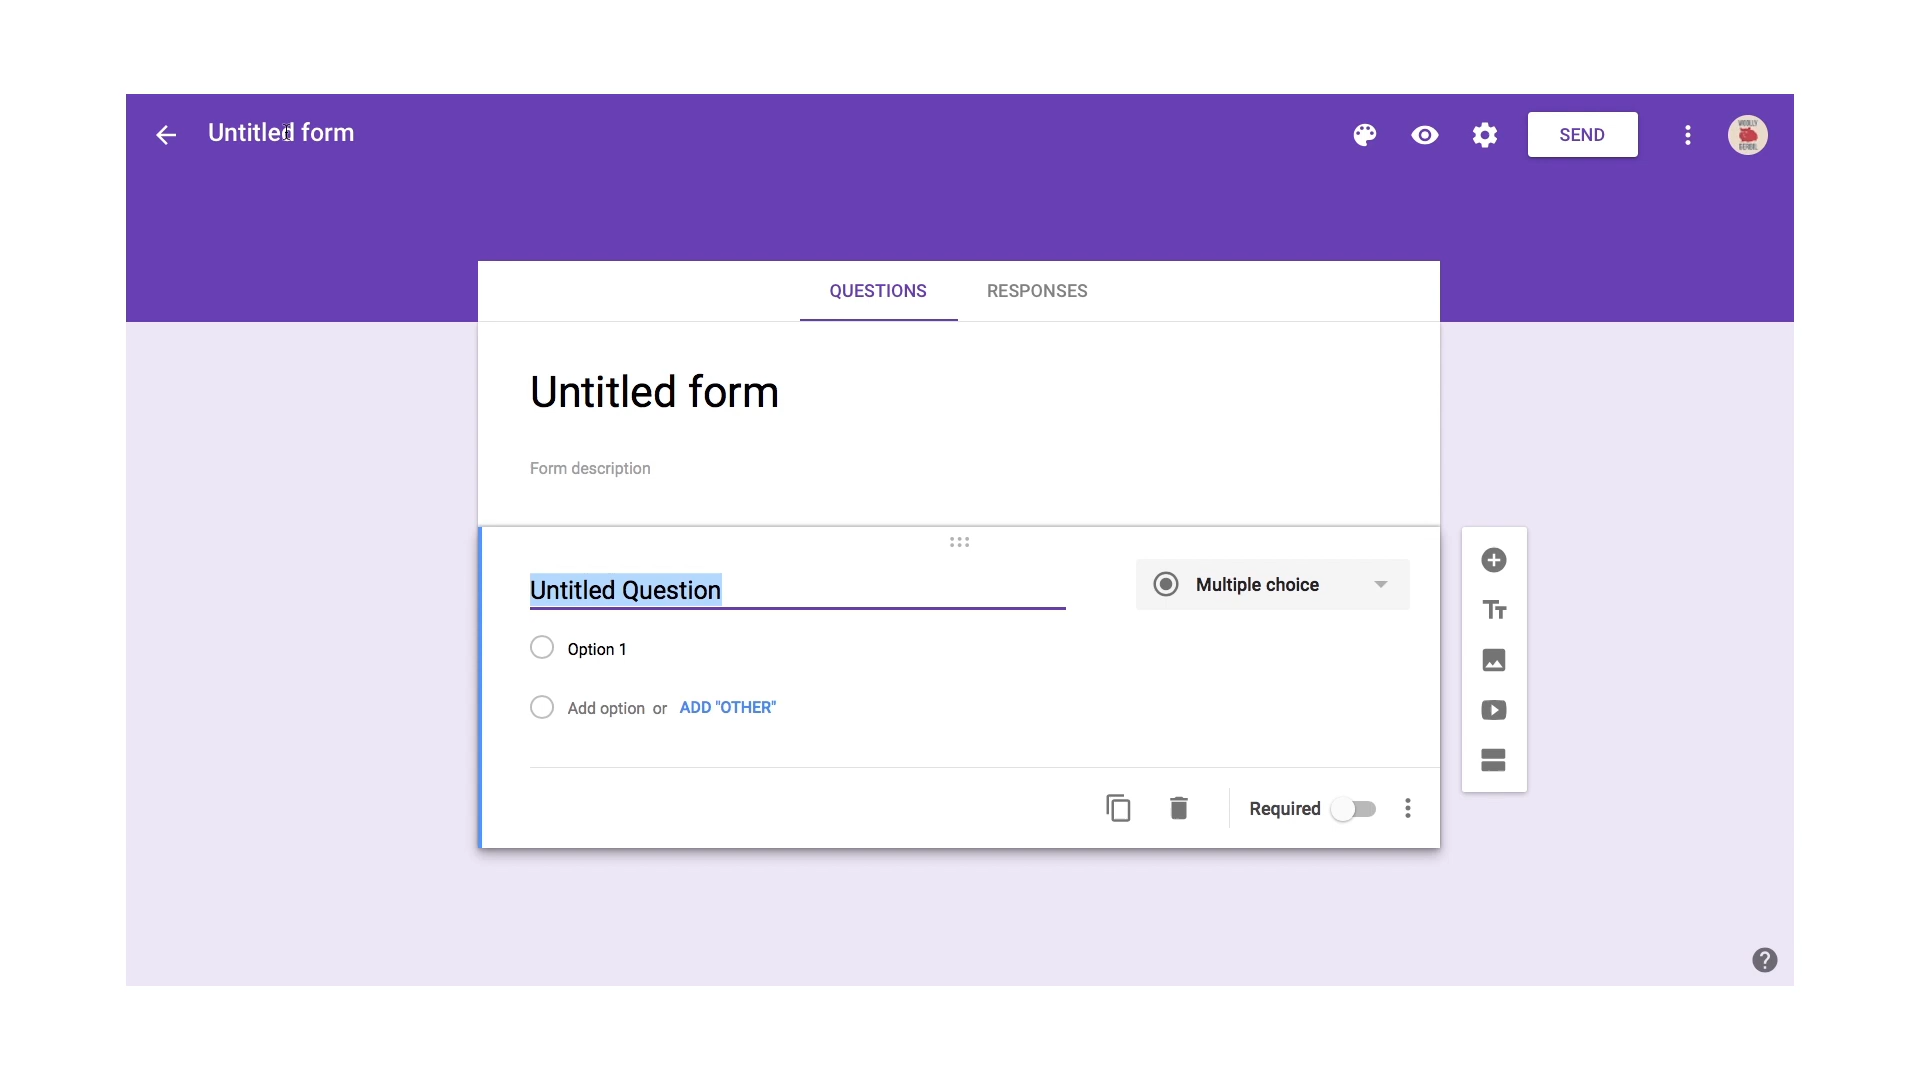 Untitled form
SEND
WOOLLY
QUESTIONS RESPONSES
Untitled form
Form description
Untitled Question
Multiple choice
Option 1
Add option or ADD "OTHER"
Required